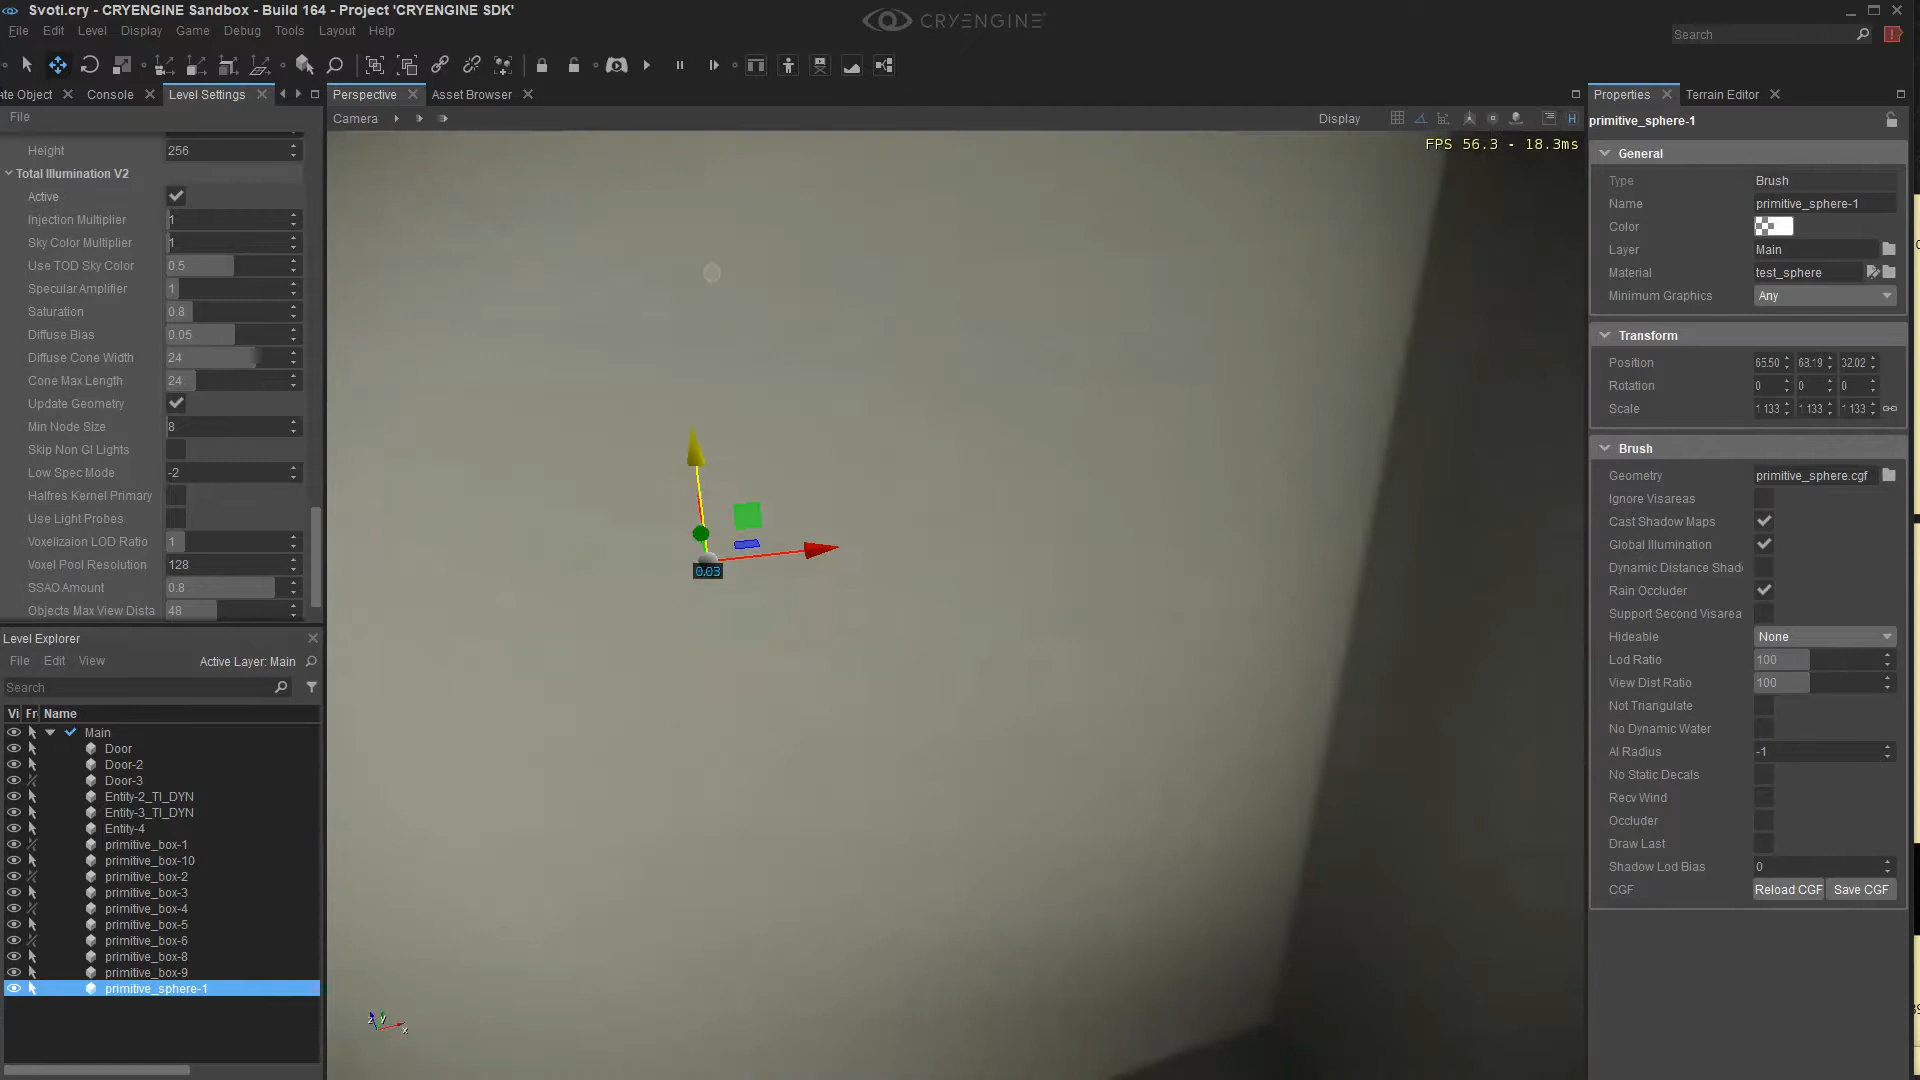 Svoti.cry - CRYENGINE Sandbox - Build 164 - Project 'CRYENGINE SDK'
CRYENGINE
File Edit Level Display Game Debug Tools Layout Help
Search
te Object Console Level Settings
Perspective Asset Browser
Properties Terrain Editor
File
Camera
Display
H
FPS 56.3 - 18.3ms
Height 256
Total Illumination V2
Active
Injection Multiplier 1
Sky Color Multiplier 1
Use TOD Sky Color 0.5
Specular Amplifier 1
Saturation 0.8
Diffuse Bias 0.05
Diffuse Cone Width 24
Cone Max Length 24
Update Geometry
Min Node Size 8
Skip Non GI Lights
Low Spec Mode -2
Halfres Kernel Primary
Use Light Probes
Voxelizaion LOD Ratio 1
Voxel Pool Resolution 128
SSAO Amount 0.8
Objects Max View Dista 48
Level Explorer
File Edit View Active Layer: Main
Search
Vi Fr Name
Main
Door
Door-2
Door-3
Entity-2_TI_DYN
Entity-3_TI_DYN
Entity-4
primitive_box-1
primitive_box-10
primitive_box-2
primitive_box-3
primitive_box-4
primitive_box-5
primitive_box-6
primitive_box-8
primitive_box-9
primitive_sphere-1
0.03
z y x
primitive_sphere-1
General
Type Brush
Name primitive_sphere-1
Color
Layer Main
Material test_sphere
Minimum Graphics Any
Transform
Position 65.50 68.19 32.02
Rotation 0 0 0
Scale 1.133 1.133 1.133
Brush
Geometry primitive_sphere.cgf
Ignore Visareas
Cast Shadow Maps
Global Illumination
Dynamic Distance Shad
Rain Occluder
Support Second Visarea
Hideable None
Lod Ratio 100
View Dist Ratio 100
Not Triangulate
No Dynamic Water
AI Radius -1
No Static Decals
Recv Wind
Occluder
Draw Last
Shadow Lod Bias 0
CGF Reload CGF Save CGF